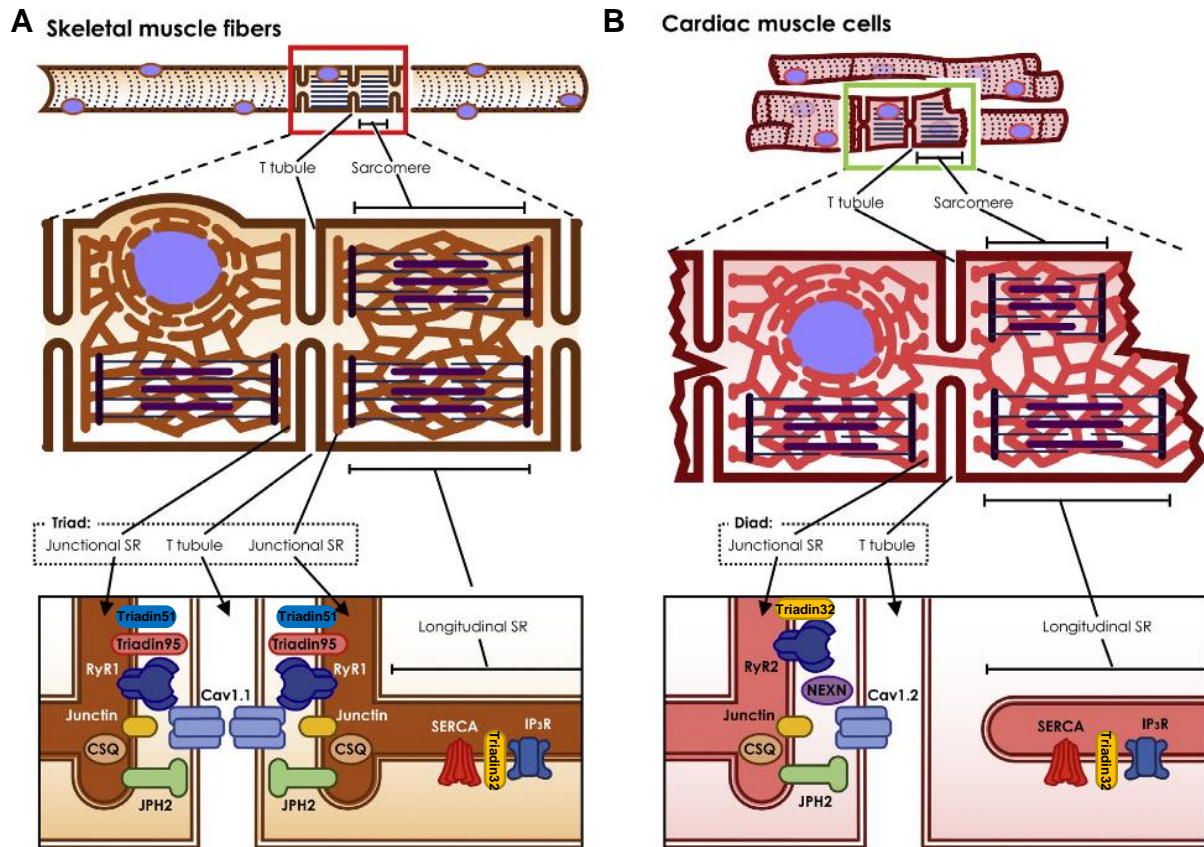 A Skeletal muscle fibers
T tubule
Sarcomere
Triad:
Junctional SR
T tubule
Junctional SR
Triadin51
Triadin51
Triadin95
Triadin95
Longitudinal SR
RyR1
RyR1
Cav1.1
Junctin
Junctin
SERCA
IP₃R
CSQ
CSQ
Triadin32
JPH2
JPH2
B Cardiac muscle cells
T tubule
Sarcomere
Diad:
Junctional SR
T tubule
Triadin32
Longitudinal SR
RyR2
NEXN
Cav1.2
Junctin
SERCA
IP₃R
CSQ
Triadin32
JPH2